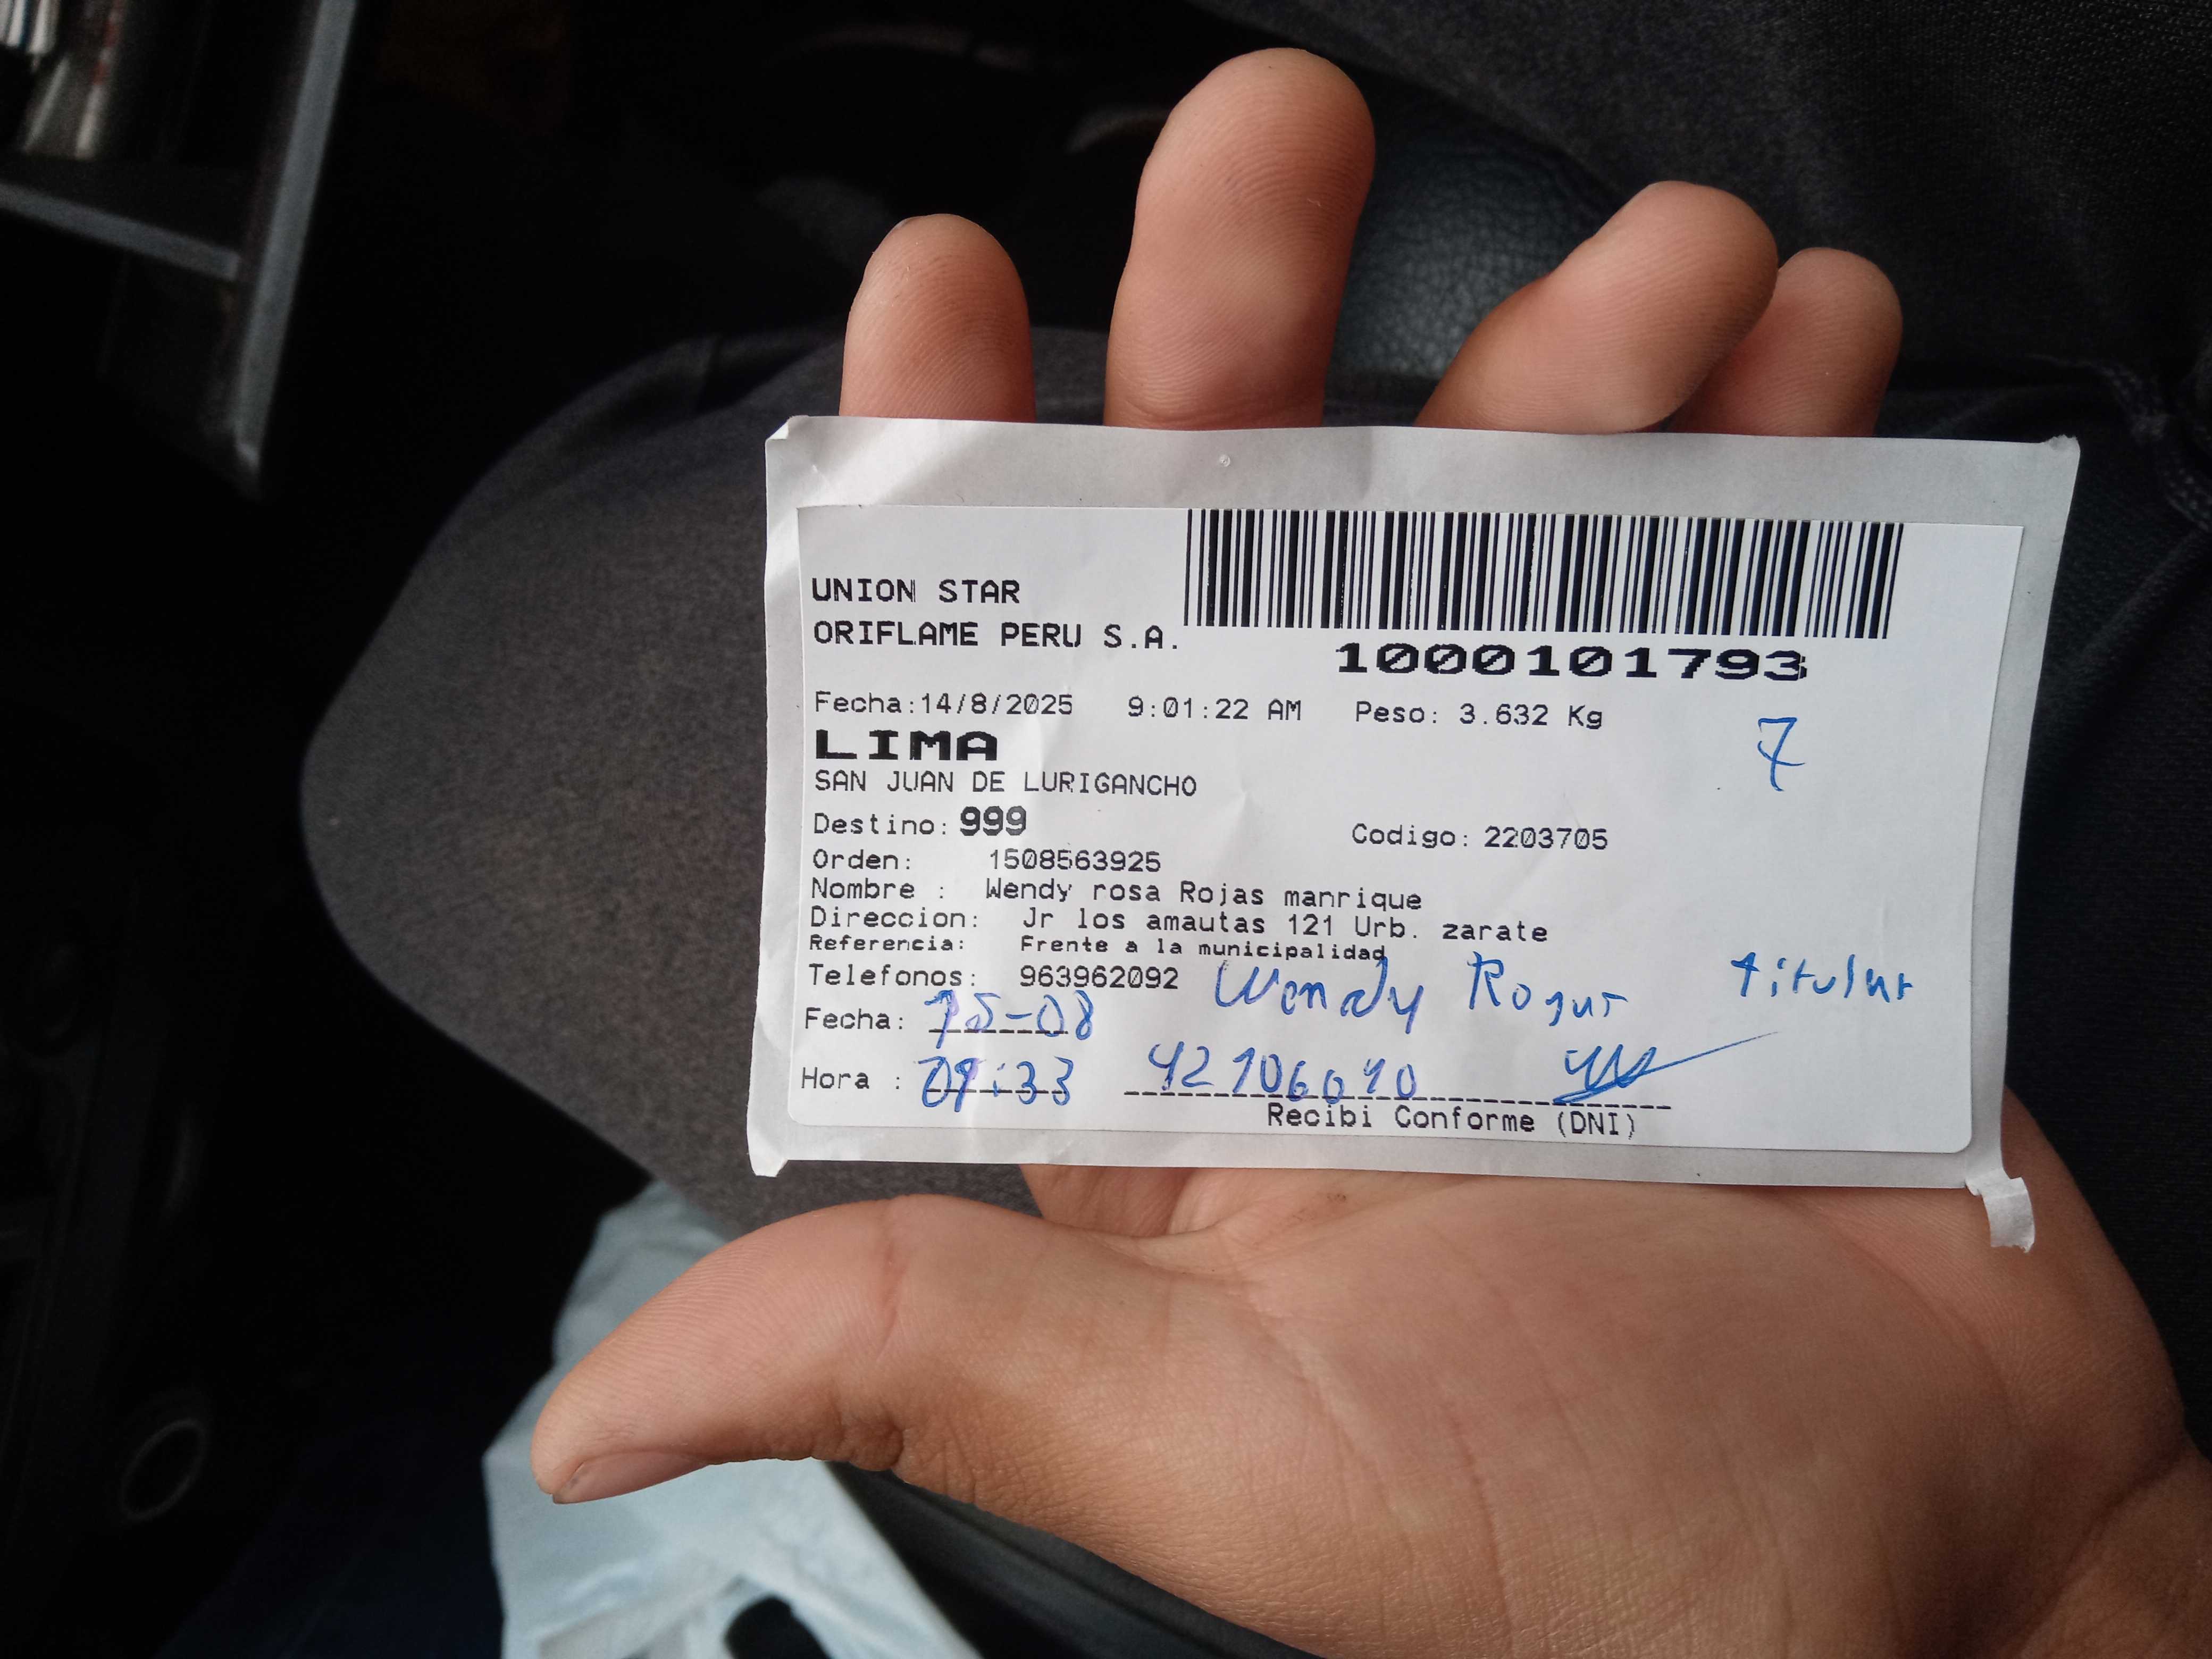 UNION STAR
ORIFLAME PERU S.A.
1000101793
Fecha:14/8/2025 9:01:22 AM Peso: 3.632 Kg
7
LIMA
SAN JUAN DE LURIGANCHO
Destino: 999 Codigo: 2203705
Orden: 1508563925
Nombre : Wendy rosa Rojas manrique
Direccion: Jr los amautas 121 Urb. zarate
Referencia: Frente a la municipalidad
Telefonos: 963962092 Wendy titular
Fecha: 15-08
Hora : 09:33 42106010
Recibi Conforme (DNI)